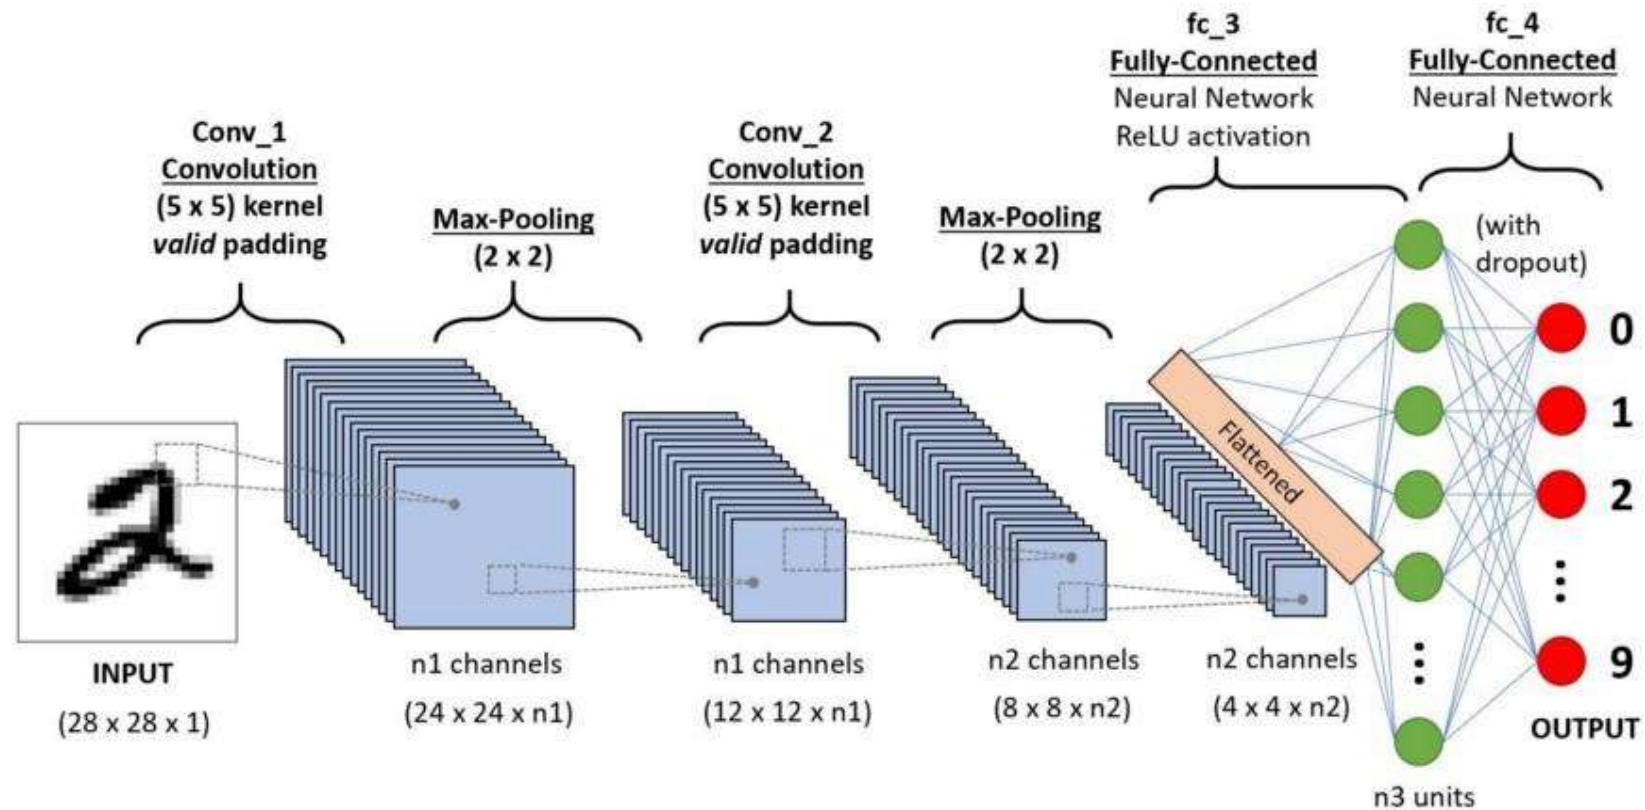 Conv_1
Convolution
(5 x 5) kernel
valid padding
Max-Pooling
(2 x 2)
Conv_2
Convolution
(5 x 5) kernel
valid padding
Max-Pooling
(2 x 2)
fc_3
Fully-Connected
Neural Network
ReLU activation
fc_4
Fully-Connected
Neural Network
(with
dropout)
Flattened
0
1
2
9
OUTPUT
2
INPUT
(28 x 28 x 1)
n1 channels
(24 x 24 x n1)
n1 channels
(12 x 12 x n1)
n2 channels
(8 x 8 x n2)
n2 channels
(4 x 4 x n2)
n3 units